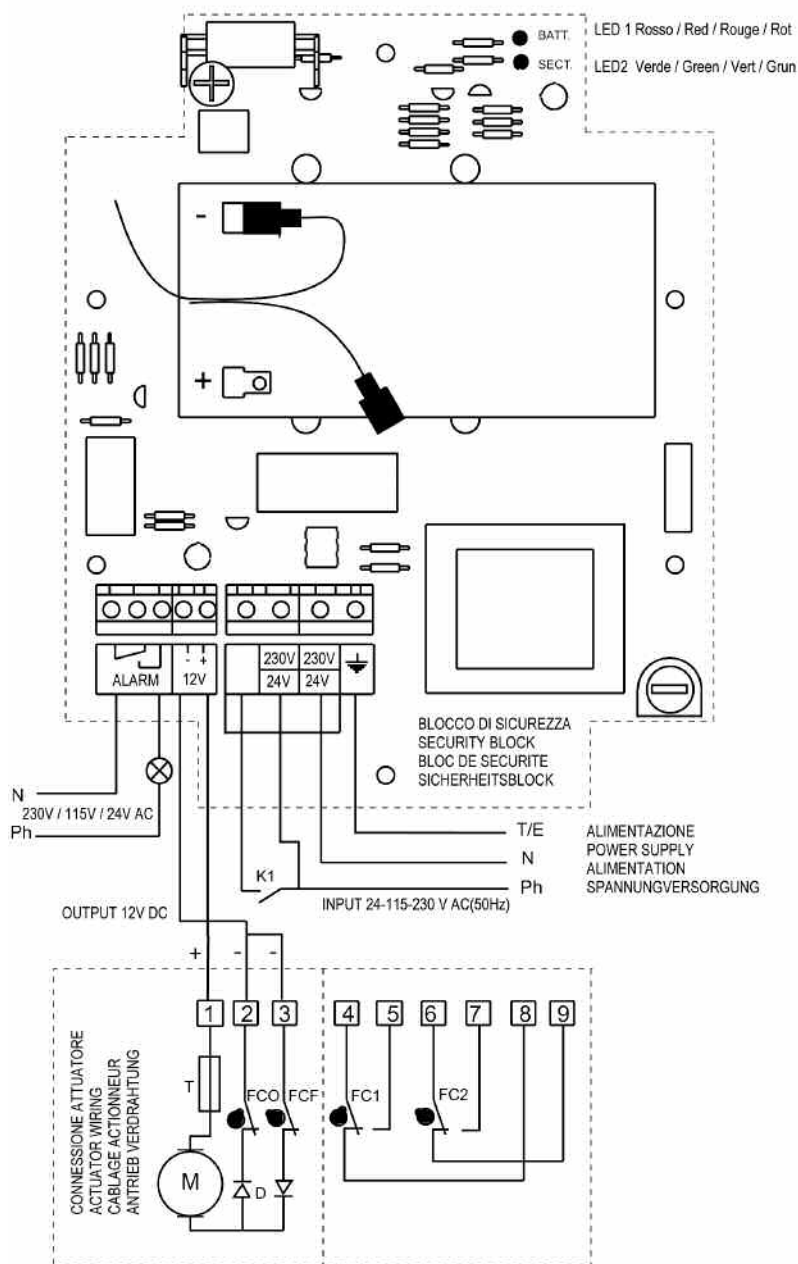 BATT.
LED 1 Rosso / Red / Rouge / Rot
SECT.
LED2 Verde / Green / Vert / Grun
-
+
- +
ALARM
12V
230V
230V
24V
24V
BLOCCO DI SICUREZZA
SECURITY BLOCK
BLOC DE SECURITE
SICHERHEITSBLOCK
N
230V / 115V / 24V AC
Ph
T/E
N
Ph
ALIMENTAZIONE
POWER SUPPLY
ALIMENTATION
SPANNUNGVERSORGUNG
K1
INPUT 24-115-230 V AC(50Hz)
OUTPUT 12V DC
+
-
-
1
2
3
4
5
6
7
8
9
CONNESSIONE ATTUATORE
ACTUATOR WIRING
CABLAGE ACTIONNEUR
ANTRIEB VERDRAHTUNG
T
FCO
FCF
FC1
FC2
M
D